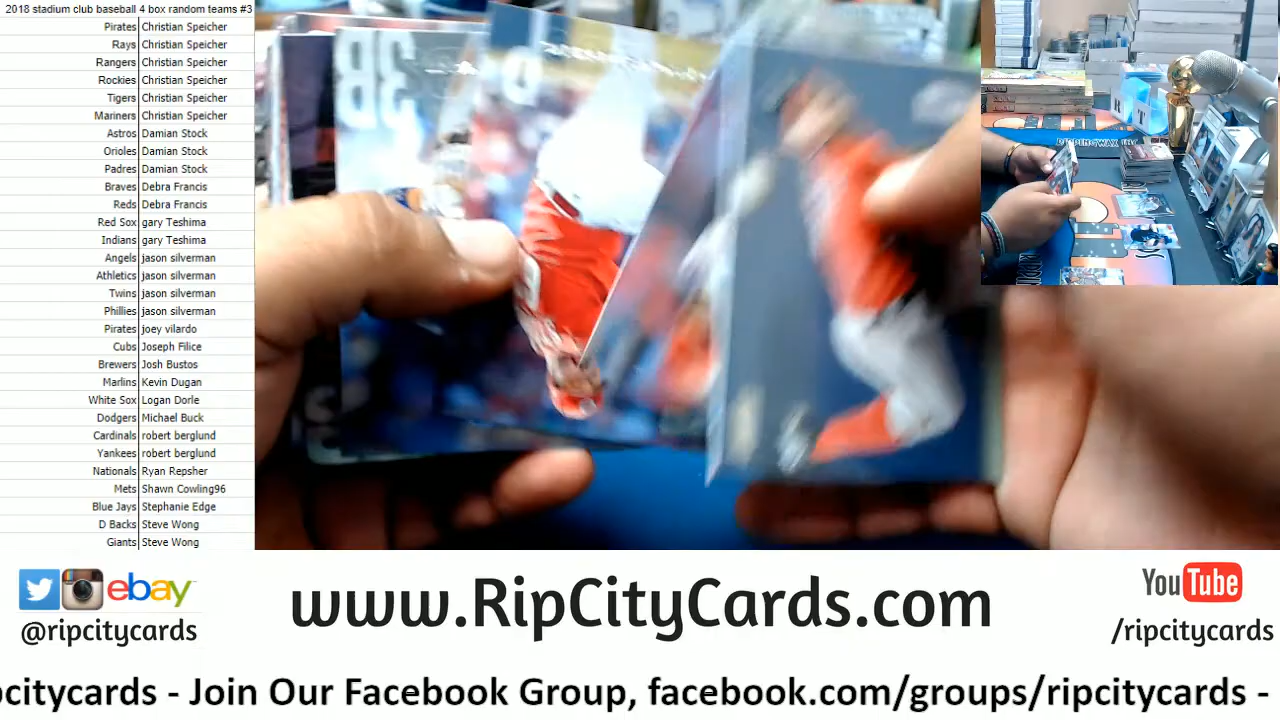 2018 stadium club baseball 4 box random teams #3
Pirates Christian Speicher
Rays Christian Speicher
Rangers Christian Speicher
Rockies Christian Speicher
Tigers Christian Speicher
Mariners Christian Speicher
Astros Damian Stock
Orioles Damian Stock
Padres Damian Stock
Braves Debra Francis
Reds Debra Francis
Red Sox gary Teshima
Indians gary Teshima
Angels jason silverman
Athletics jason silverman
Twins jason silverman
Phillies jason silverman
Pirates joey vilardo
Cubs Joseph Filice
Brewers Josh Bustos
Marlins Kevin Dugan
White Sox Logan Dorle
Dodgers Michael Buck
Cardinals robert berglund
Yankees robert berglund
Nationals Ryan Repsher
Mets Shawn Cowling96
Blue Jays Stephanie Edge
D Backs Steve Wong
Giants Steve Wong
3B
ebay
@ripcitycards
www.RipCityCards.com
YouTube
/ripcitycards
pcitycards - Join Our Facebook Group, facebook.com/groups/ripcitycards -